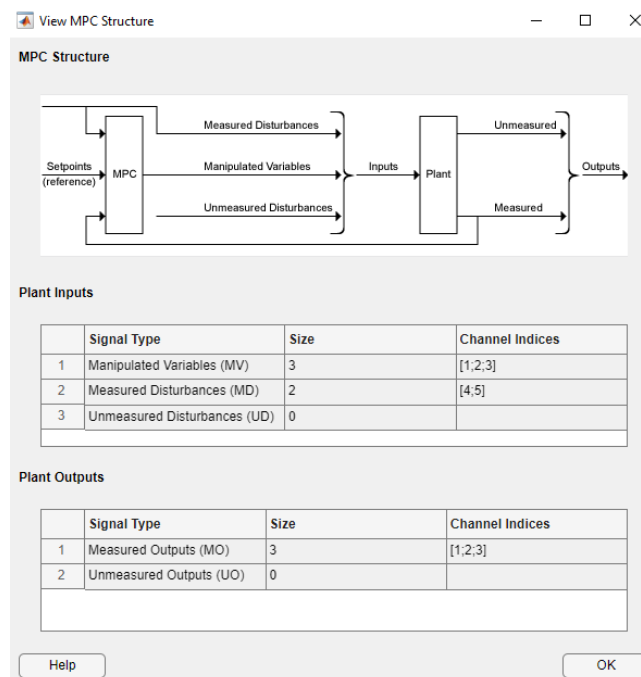 View MPC Structure
MPC Structure
Measured Disturbances
Unmeasured
Setpoints
(reference)
MPC
Manipulated Variables
Inputs
Plant
Outputs
Unmeasured Disturbances
Measured
Plant Inputs
Signal Type Size Channel Indices
1 Manipulated Variables (MV) 3 [1;2;3]
2 Measured Disturbances (MD) 2 [4;5]
3 Unmeasured Disturbances (UD) 0
Plant Outputs
Signal Type Size Channel Indices
1 Measured Outputs (MO) 3 [1;2;3]
2 Unmeasured Outputs (UO) 0
Help OK